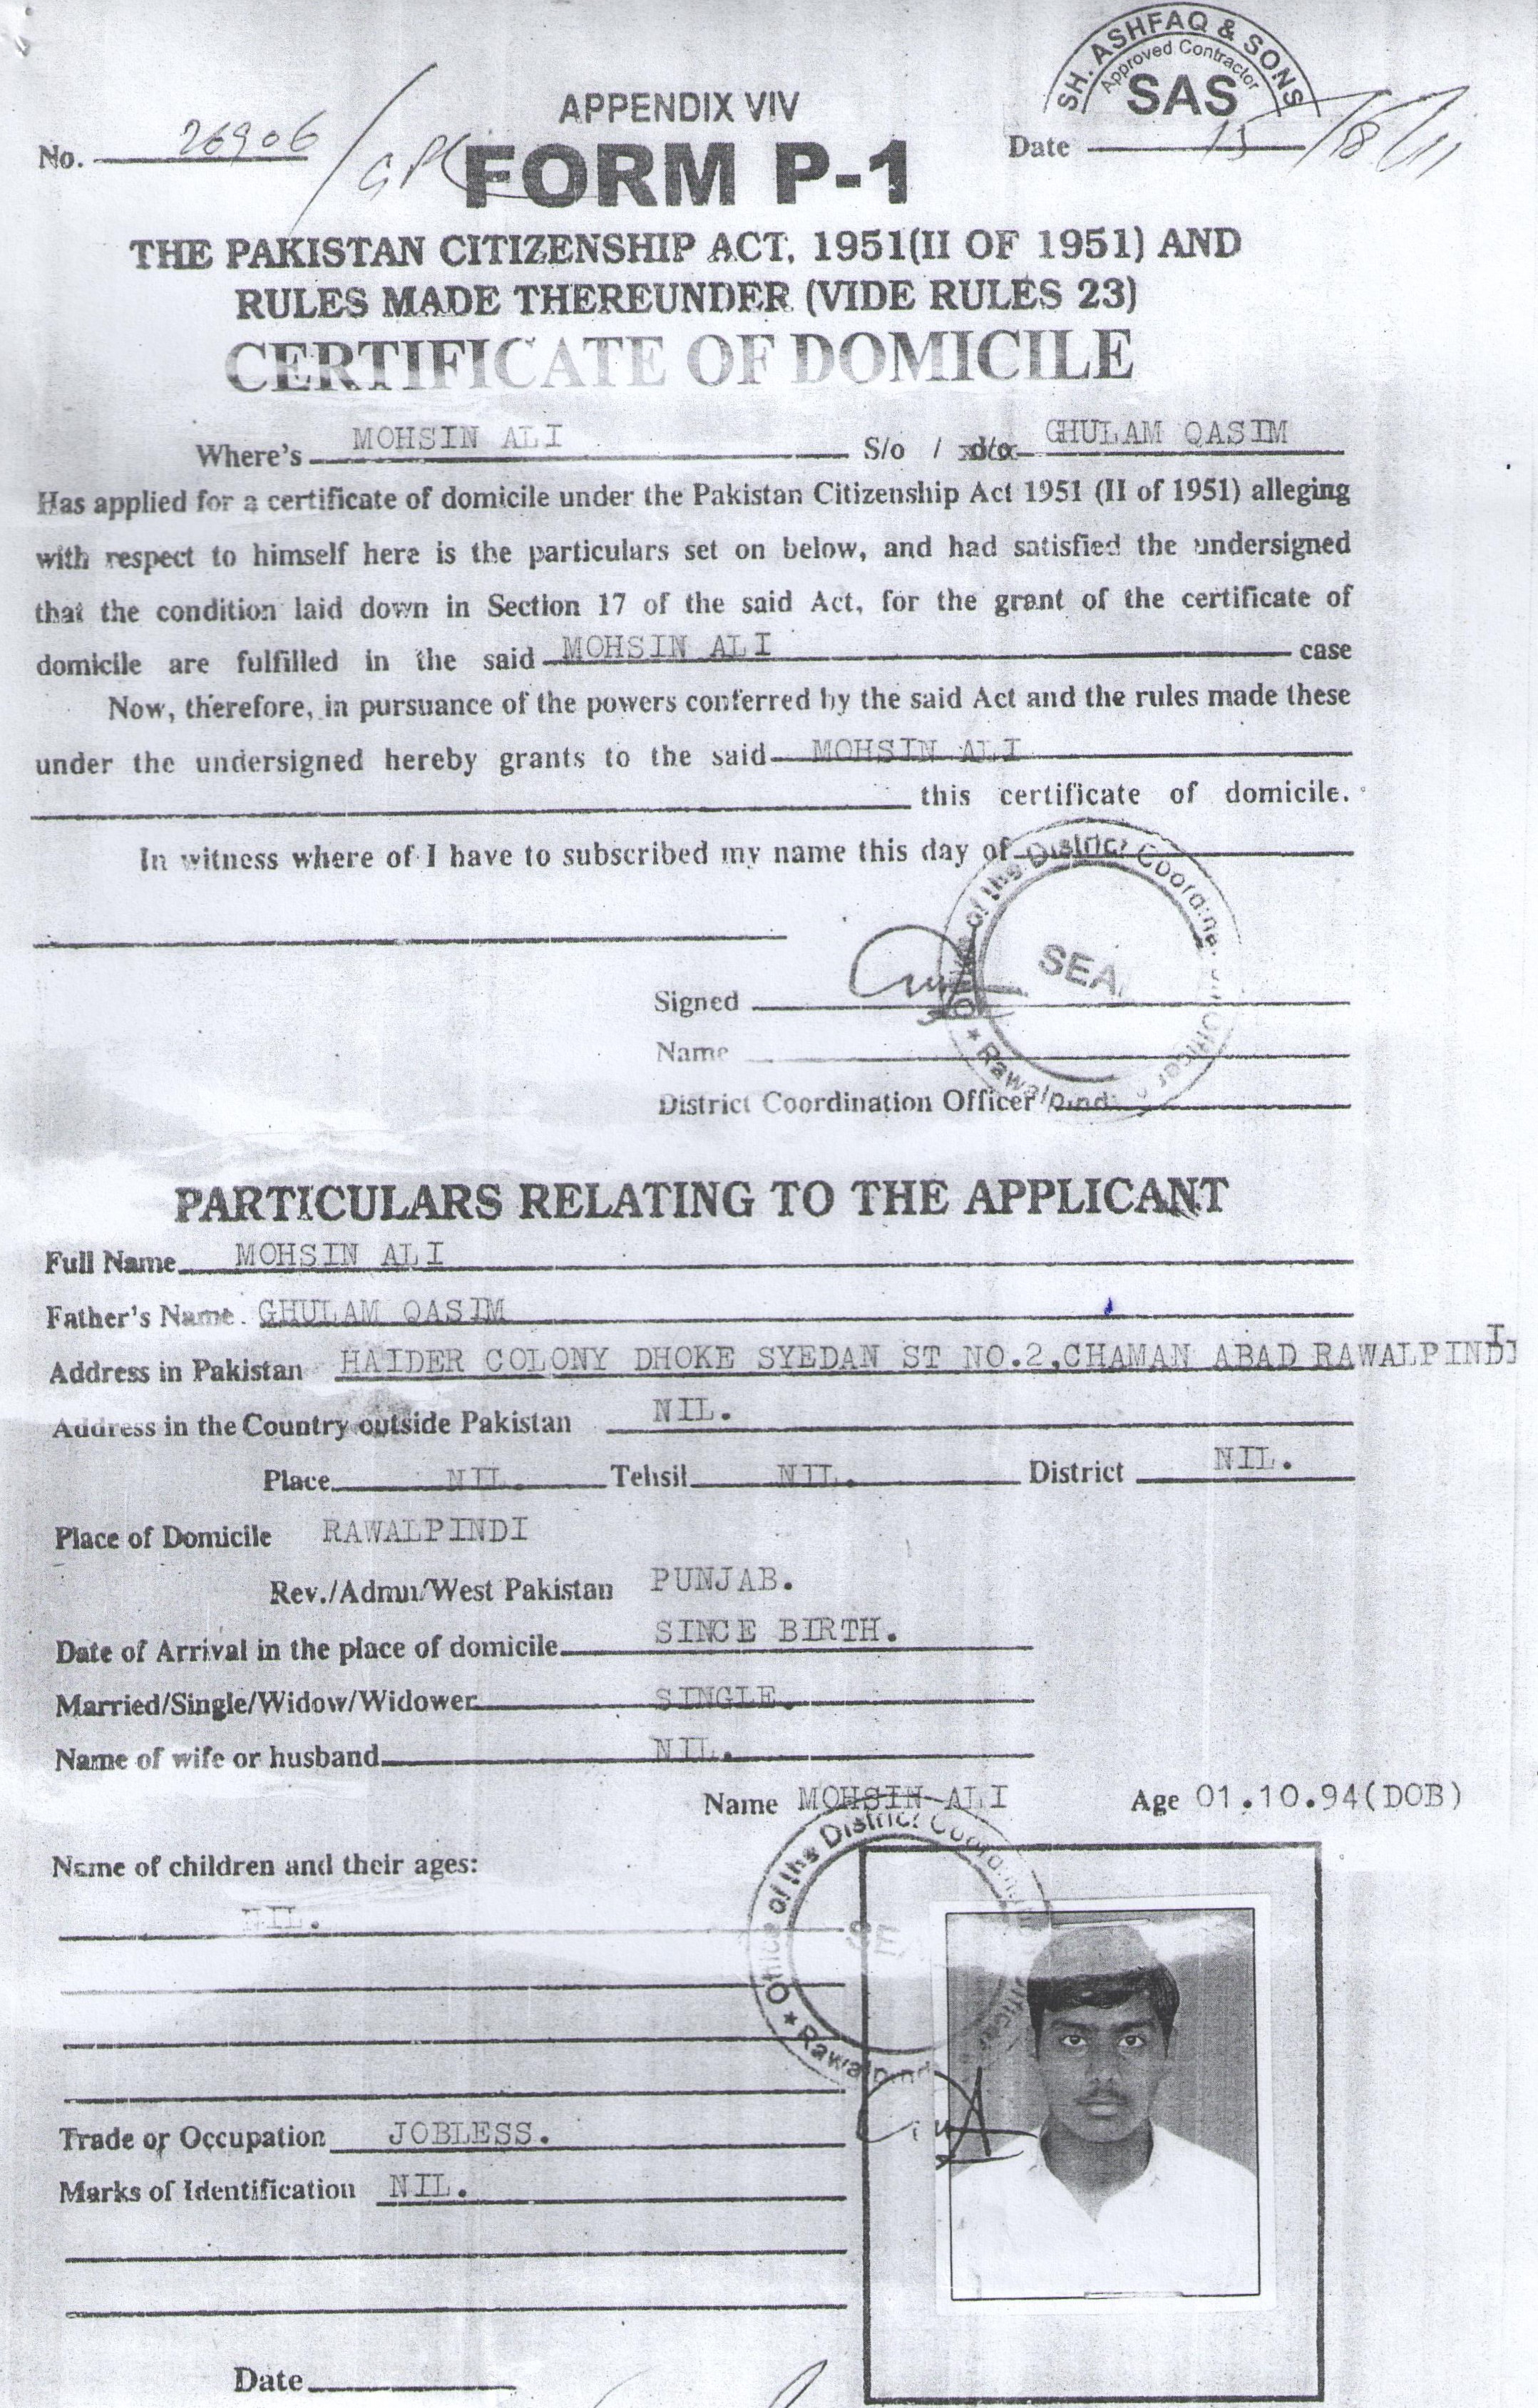 SH. ASHFAQ & SONS
Approved Contractor
SAS
APPENDIX VIV
No. 26906
Date 15/8/11
FORM P-1
THE PAKISTAN CITIZENSHIP ACT, 1951(II OF 1951) AND
RULES MADE THEREUNDER (VIDE RULES 23)
CERTIFICATE OF DOMICILE
Where's MOHSIN ALI S/o / d/o GHULAM QASIM
Has applied for a certificate of domicile under the Pakistan Citizenship Act 1951 (II of 1951) alleging
with respect to himself here is the particulars set on below, and had satisfied the undersigned
that the condition laid down in Section 17 of the said Act, for the grant of the certificate of
domicile are fulfilled in the said MOHSIN ALI case
Now, therefore, in pursuance of the powers conferred by the said Act and the rules made these
under the undersigned hereby grants to the said MOHSIN ALI
this certificate of domicile.
In witness where of I have to subscribed my name this day of
Office of the District Coordination Officer
SEAL
Rawalpindi
Signed
Name
District Coordination Officer
PARTICULARS RELATING TO THE APPLICANT
Full Name MOHSIN ALI
Father's Name GHULAM QASIM
Address in Pakistan HAIDER COLONY DHOKE SYEDAN ST NO.2,CHAMAN ABAD RAWALPINDI
Address in the Country outside Pakistan NIL.
Place NIL. Tehsil NIL. District NIL.
Place of Domicile RAWALPINDI
Rev./Admn/West Pakistan PUNJAB.
Date of Arrival in the place of domicile SINCE BIRTH.
Married/Single/Widow/Widower SINGLE.
Name of wife or husband NIL.
Name MOHSIN ALI Age 01.10.94(DOB)
Name of children and their ages:
NIL.
Office of the District Coordination Officer
Rawalpindi
Trade or Occupation JOBLESS.
Marks of Identification NIL.
Date